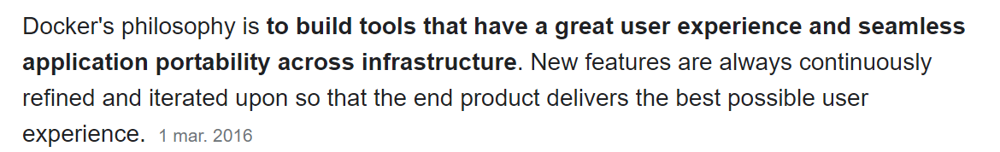 Docker's philosophy is to build tools that have a great user experience and seamless
application portability across infrastructure. New features are always continuously
refined and iterated upon so that the end product delivers the best possible user
experience. 1 mar. 2016